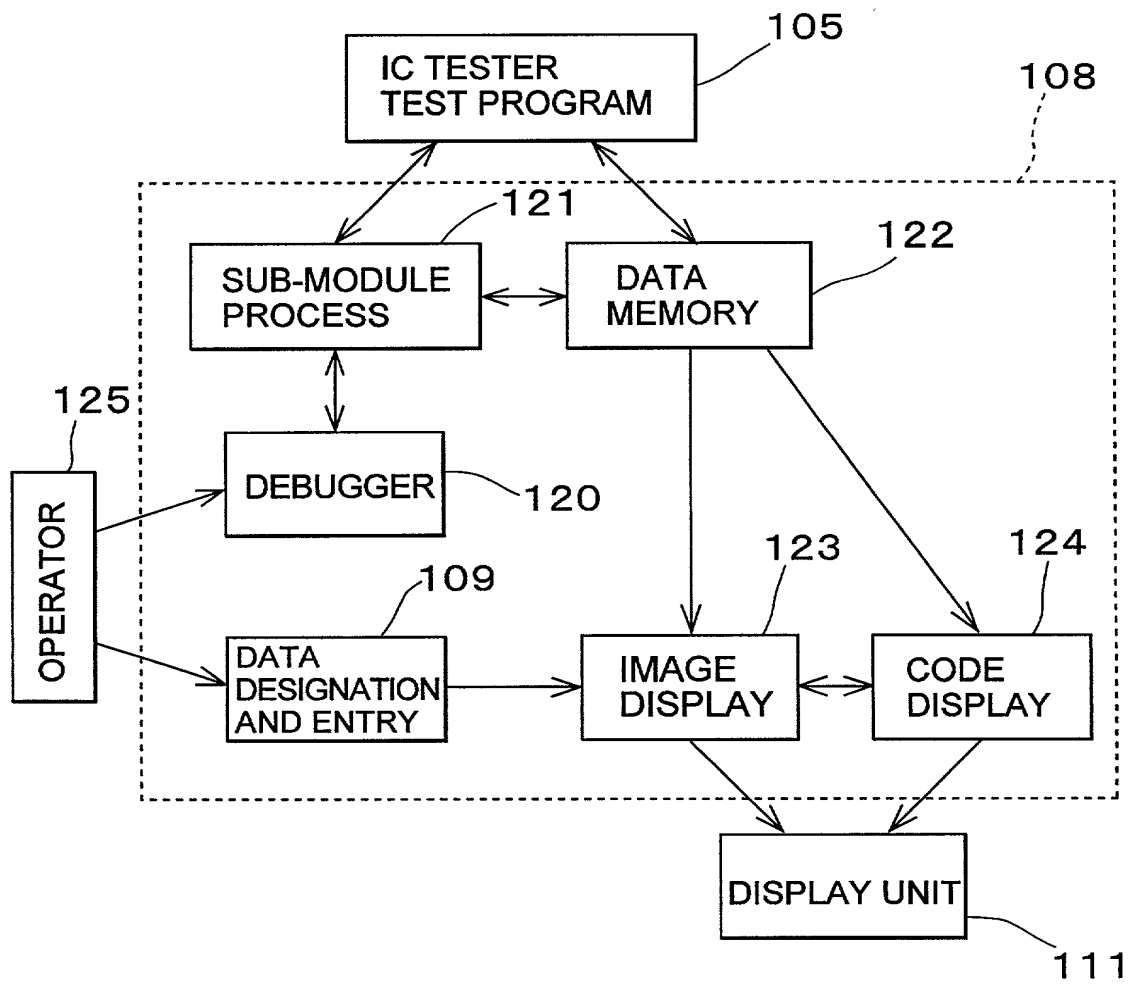 105
IC TESTER
TEST PROGRAM
108
121
122
SUB-MODULE
PROCESS
DATA
MEMORY
125
DEBUGGER
120
OPERATOR
109
123
124
DATA
DESIGNATION
AND ENTRY
IMAGE
DISPLAY
CODE
DISPLAY
DISPLAY UNIT
111